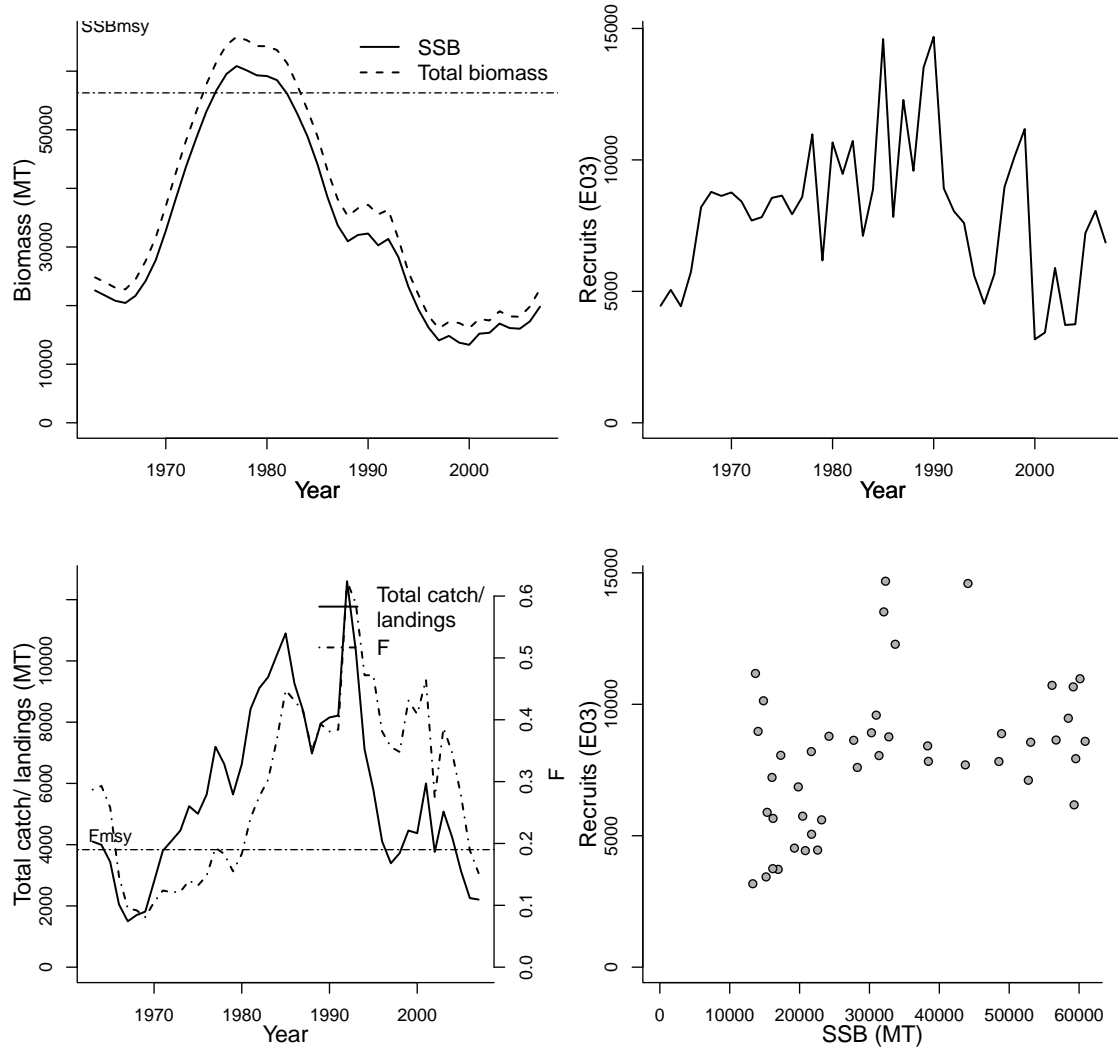 SSBmsy
SSB
Total biomass
Biomass (MT)
0
10000
30000
50000
1970
1980
1990
2000
Year
Recruits (E03)
0
5000
10000
15000
1970
1980
1990
2000
Year
Total catch/
landings
F
Fmsy
Total catch/ landings (MT)
0
2000
4000
6000
8000
10000
F
0.0
0.1
0.2
0.3
0.4
0.5
0.6
1970
1980
1990
2000
Year
Recruits (E03)
0
5000
10000
15000
0
10000
20000
30000
40000
50000
60000
SSB (MT)